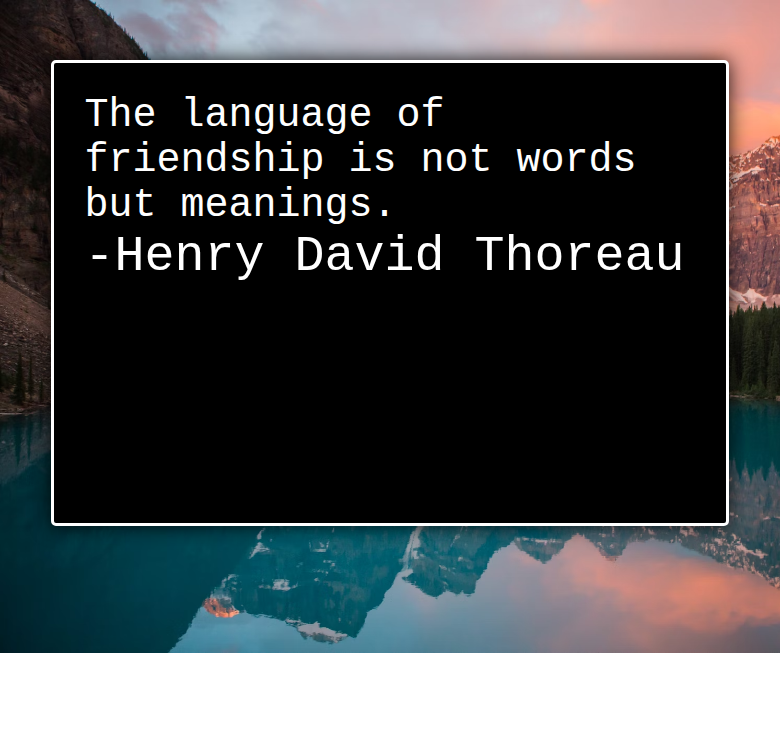 The language of
friendship is not words
but meanings.
-Henry David Thoreau